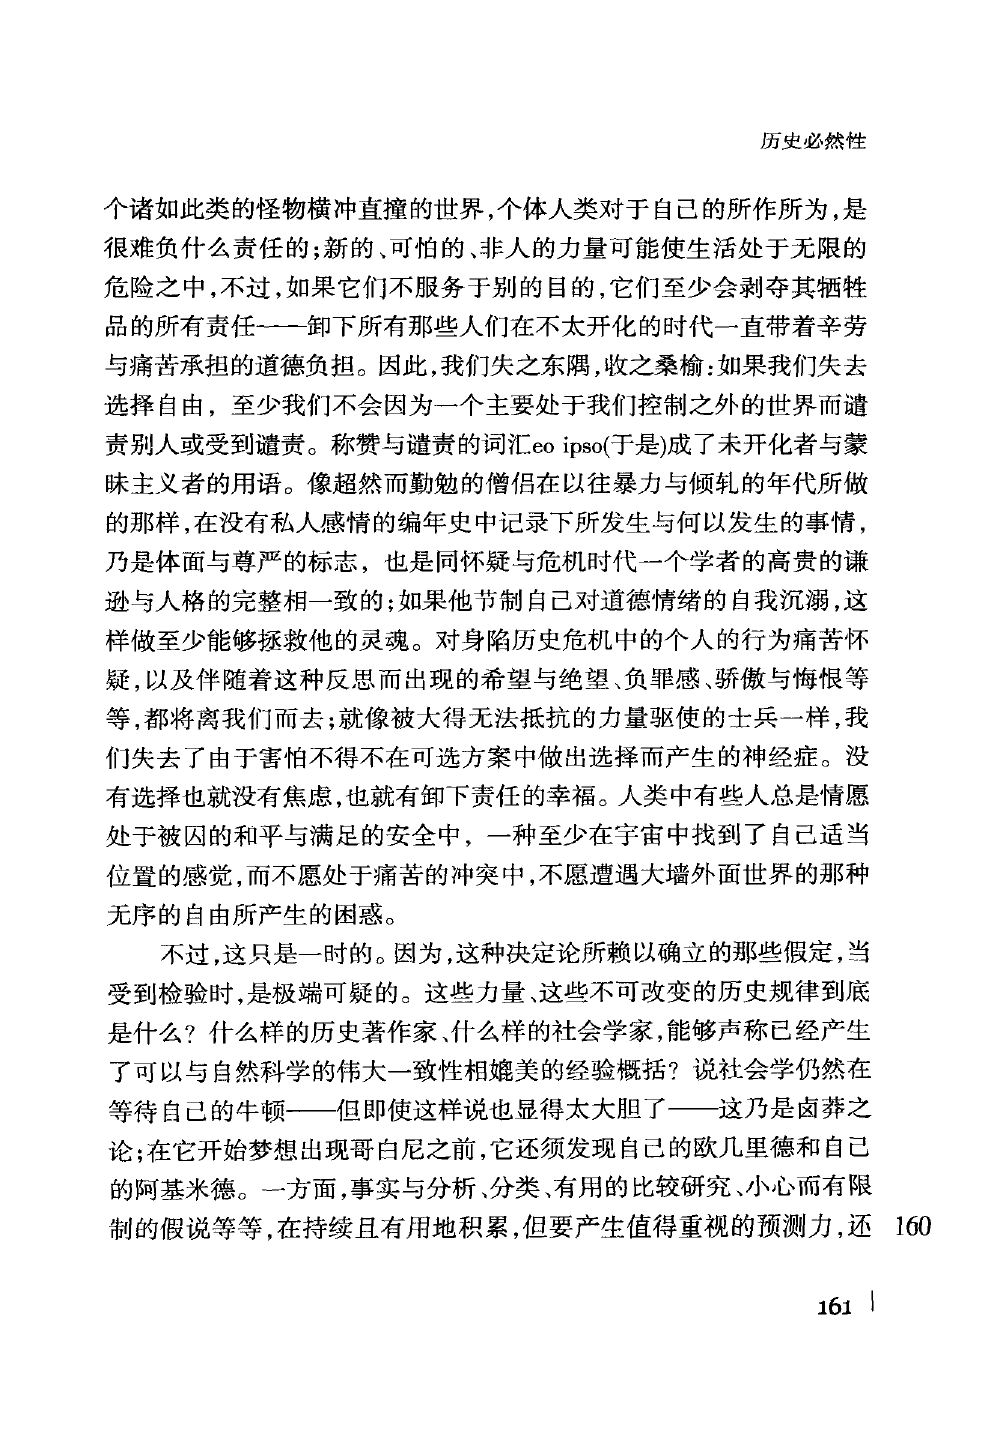 历史必然性
个诸如此类的怪物横冲直撞的世界,个体人类对于自己的所作所为,是
很难负什么责任的;新的、可怕的、非人的力量可能使生活处于无限的
危险之中,不过,如果它们不服务于别的目的,它们至少会剥夺其牺牲
品的所有责任——卸下所有那些人们在不太开化的时代一直带着辛劳
与痛苦承担的道德负担。因此,我们失之东隅,收之桑榆:如果我们失去
选择自由，至少我们不会因为一个主要处于我们控制之外的世界而谴
责别人或受到谴责。称赞与谴责的词汇eo ipso(于是)成了未开化者与蒙
昧主义者的用语。像超然而勤勉的僧侣在以往暴力与倾轧的年代所做
的那样,在没有私人感情的编年史中记录下所发生与何以发生的事情,
乃是体面与尊严的标志，也是同怀疑与危机时代一个学者的高贵的谦
逊与人格的完整相一致的;如果他节制自己对道德情绪的自我沉溺,这
样做至少能够拯救他的灵魂。对身陷历史危机中的个人的行为痛苦怀
疑,以及伴随着这种反思而出现的希望与绝望、负罪感、骄傲与悔恨等
等,都将离我们而去;就像被大得无法抵抗的力量驱使的士兵一样,我
们失去了由于害怕不得不在可选方案中做出选择而产生的神经症。没
有选择也就没有焦虑,也就有卸下责任的幸福。人类中有些人总是情愿
处于被囚的和平与满足的安全中，一种至少在宇宙中找到了自己适当
位置的感觉,而不愿处于痛苦的冲突中,不愿遭遇大墙外面世界的那种
无序的自由所产生的困惑。
不过,这只是一时的。因为,这种决定论所赖以确立的那些假定,当
受到检验时,是极端可疑的。这些力量、这些不可改变的历史规律到底
是什么？什么样的历史著作家、什么样的社会学家,能够声称已经产生
了可以与自然科学的伟大一致性相媲美的经验概括？说社会学仍然在
等待自己的牛顿——但即使这样说也显得太大胆了——这乃是卤莽之
论;在它开始梦想出现哥白尼之前,它还须发现自己的欧几里德和自己
的阿基米德。一方面,事实与分析、分类、有用的比较研究、小心而有限
制的假说等等,在持续且有用地积累,但要产生值得重视的预测力,还 160
161